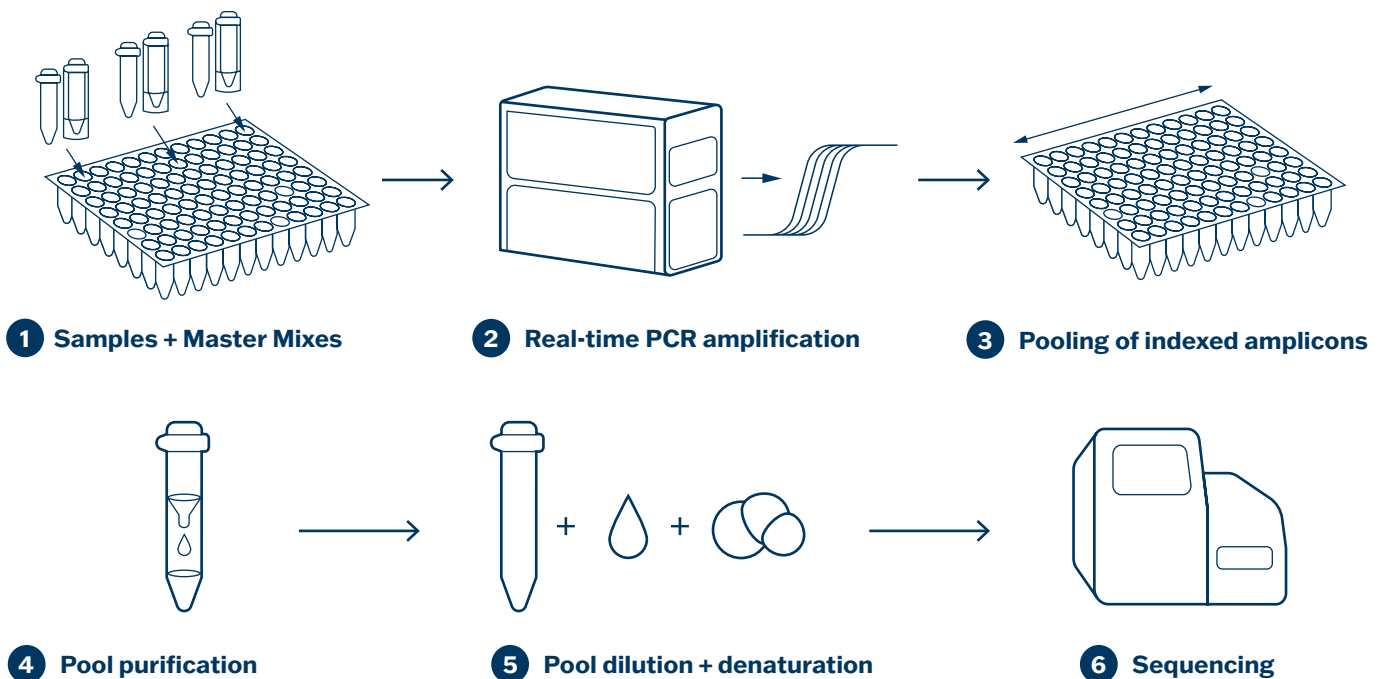 1 Samples + Master Mixes
2 Real-time PCR amplification
3 Pooling of indexed amplicons
+ +
4 Pool purification
5 Pool dilution + denaturation
6 Sequencing